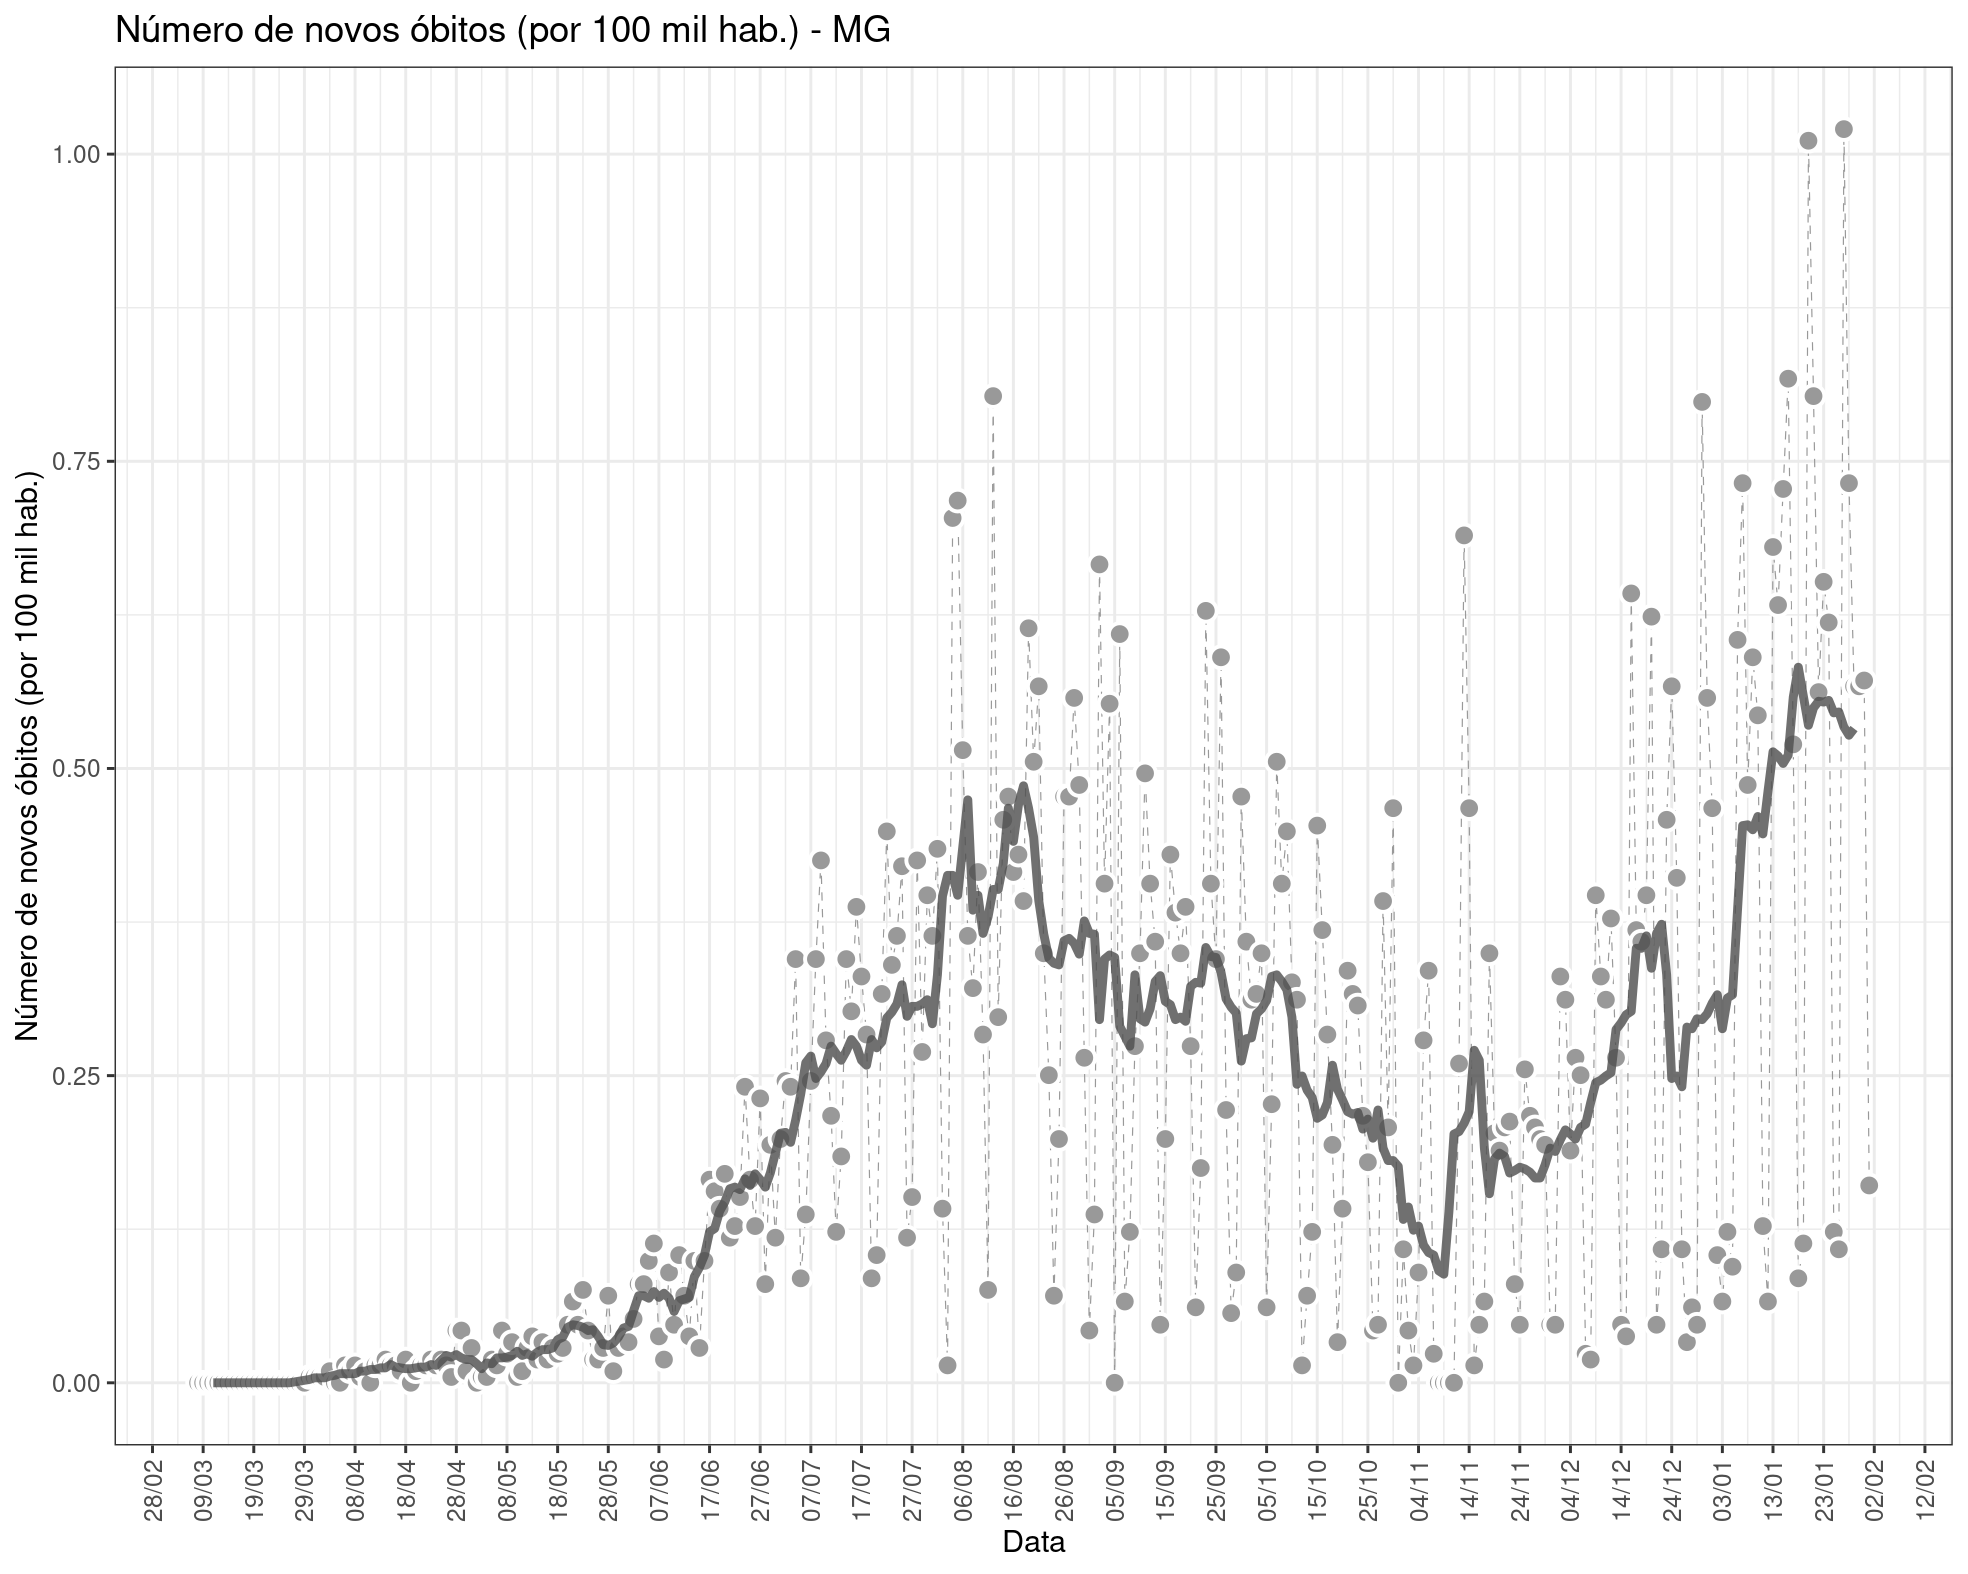 Número de novos óbitos (por 100 mil hab.) - MG
Número de novos óbitos (por 100 mil hab.)
1.00
0.75
0.50
0.25
0.00
28/02 09/03 19/03 29/03 08/04 18/04 28/04 08/05 18/05 28/05 07/06 17/06 27/06 07/07 17/07 27/07 06/08 16/08 26/08 05/09 15/09 25/09 05/10 15/10 25/10 04/11 14/11 24/11 04/12 14/12 24/12 03/01 13/01 23/01 02/02 12/02
Data